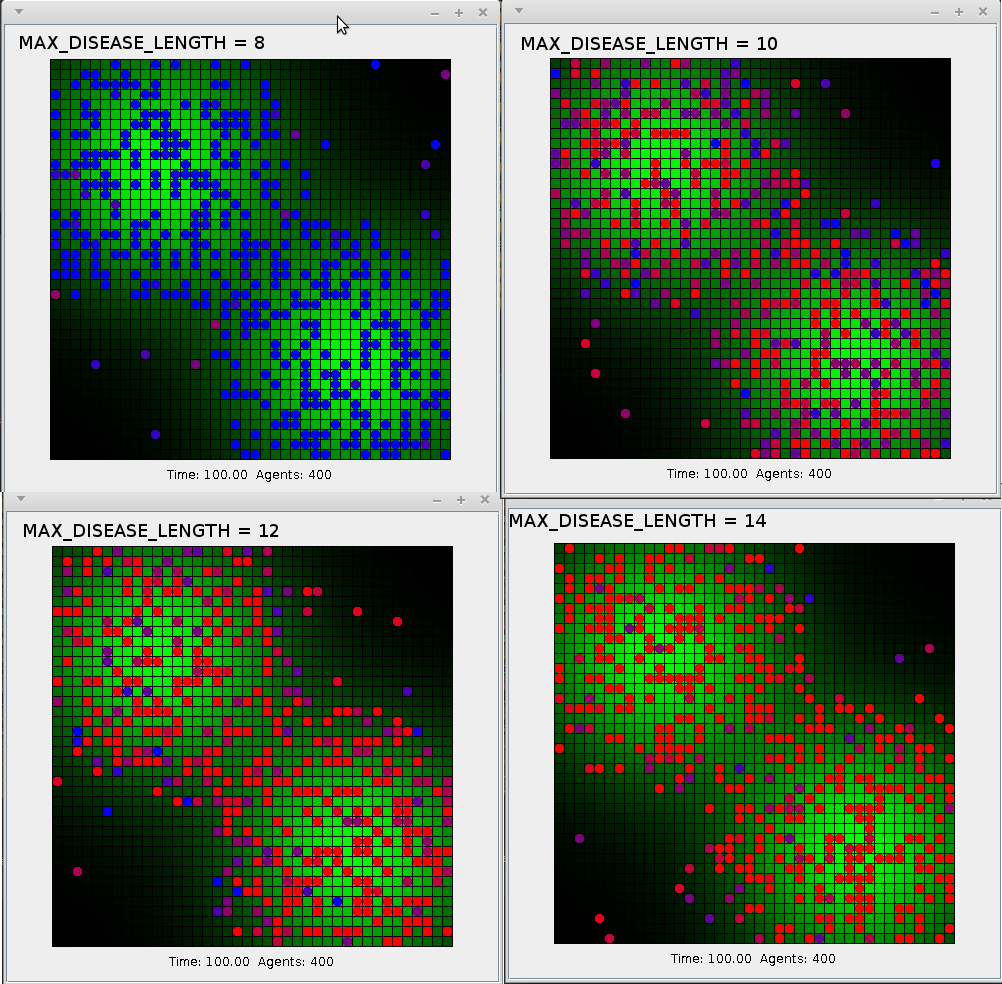 MAX_DISEASE_LENGTH = 8
Time: 100.00 Agents: 400
MAX_DISEASE_LENGTH = 10
Time: 100.00 Agents: 400
MAX_DISEASE_LENGTH = 12
Time: 100.00 Agents: 400
MAX_DISEASE_LENGTH = 14
Time: 100.00 Agents: 400